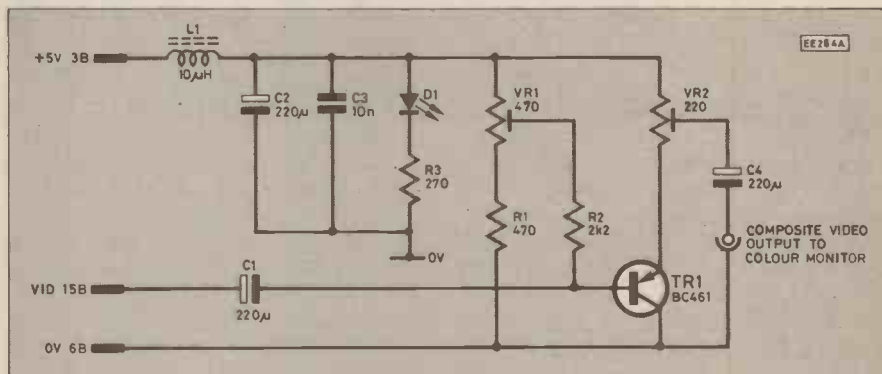 L1
+5V 3B
10µH
C2
220µ
C3
10n
D1
R3
270
0V
VR1
470
R1
470
R2
2k2
VR2
220
EE264A
C4
220µ
COMPOSITE VIDEO
OUTPUT TO
COLOUR MONITOR
TR1
BC461
VID 15B
C1
220µ
0V 6B